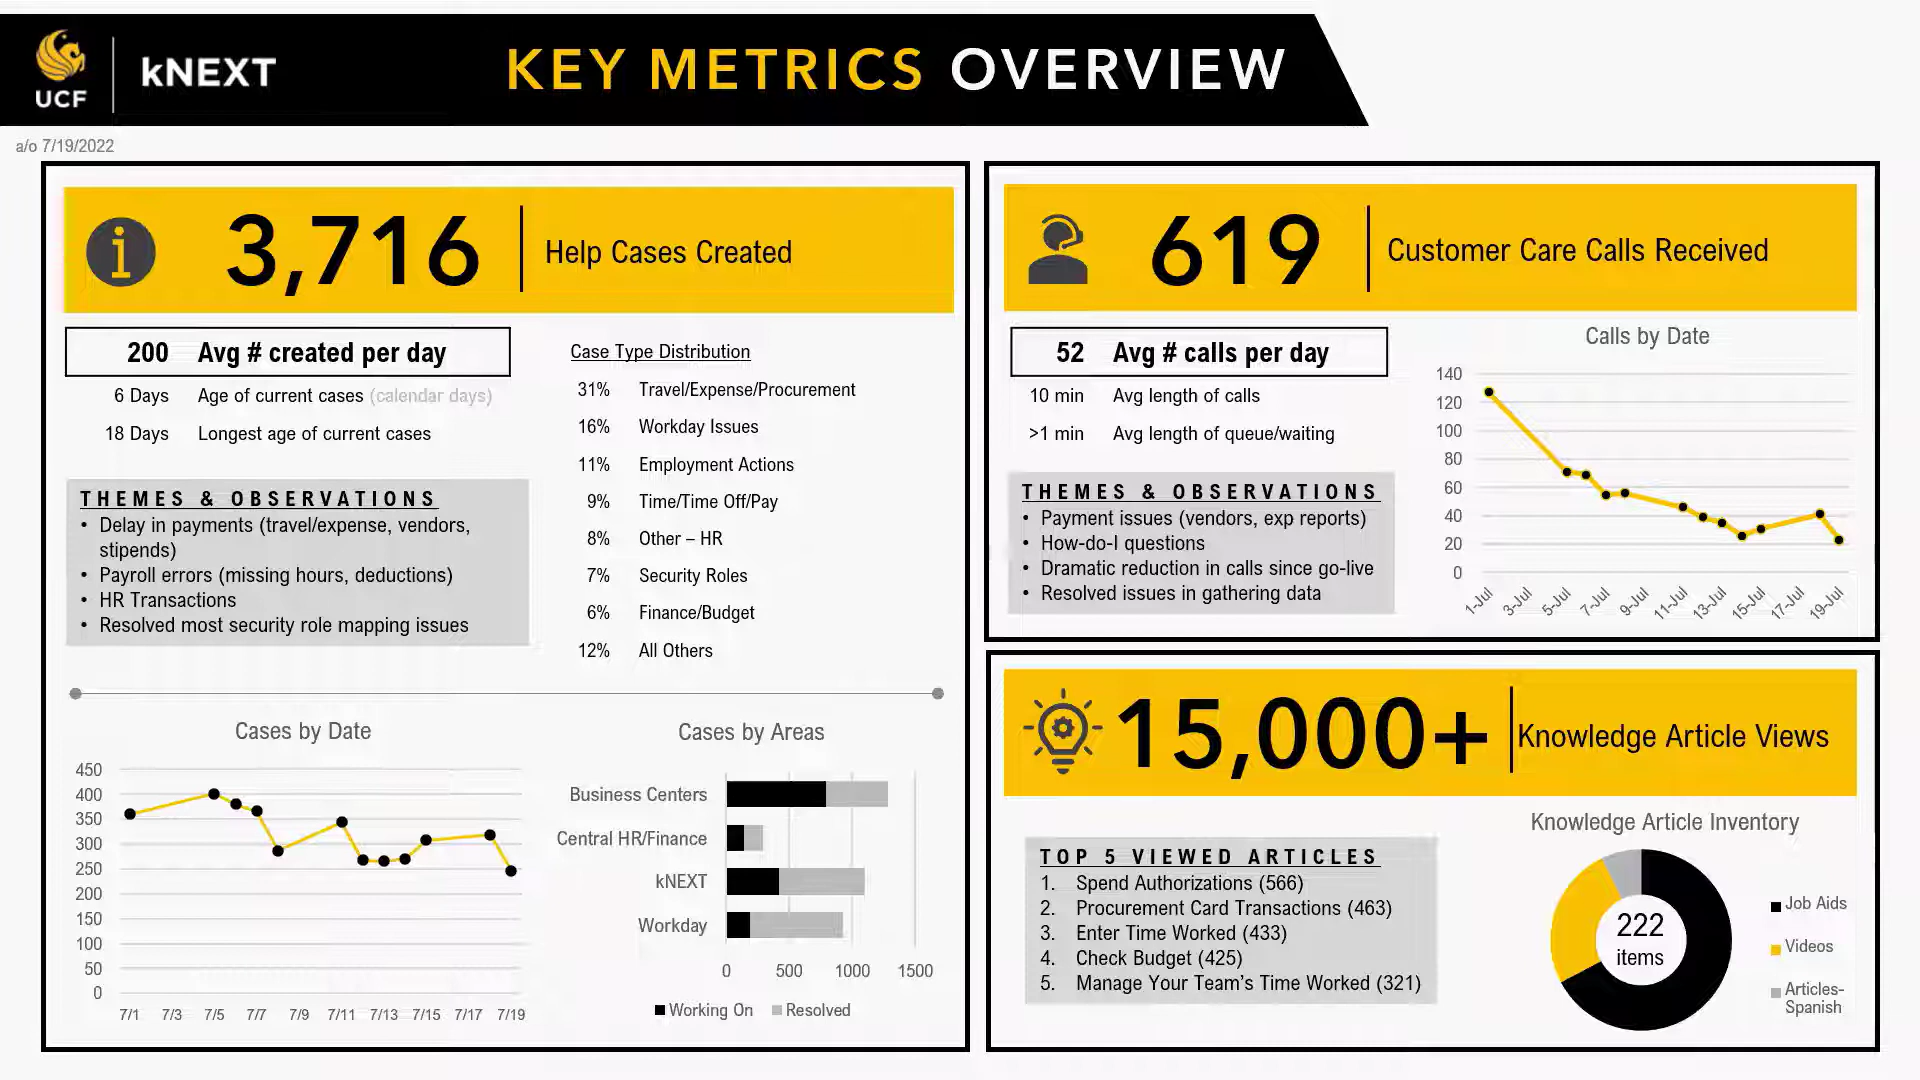 UCF
kNEXT
KEY METRICS OVERVIEW
a/o 7/19/2022
3,716
Help Cases Created
200 Avg # created per day
6 Days Age of current cases (calendar days)
18 Days Longest age of current cases
THEMES & OBSERVATIONS
• Delay in payments (travel/expense, vendors,
stipends)
• Payroll errors (missing hours, deductions)
• HR Transactions
• Resolved most security role mapping issues
Case Type Distribution
31% Travel/Expense/Procurement
16% Workday Issues
11% Employment Actions
9% Time/Time Off/Pay
8% Other – HR
7% Security Roles
6% Finance/Budget
12% All Others
Cases by Date
450
400
350
300
250
200
150
100
50
0
7/1 7/3 7/5 7/7 7/9 7/11 7/13 7/15 7/17 7/19
Cases by Areas
Business Centers
Central HR/Finance
kNEXT
Workday
0 500 1000 1500
Working On Resolved
619
Customer Care Calls Received
52 Avg # calls per day
10 min Avg length of calls
>1 min Avg length of queue/waiting
THEMES & OBSERVATIONS
• Payment issues (vendors, exp reports)
• How-do-I questions
• Dramatic reduction in calls since go-live
• Resolved issues in gathering data
Calls by Date
140
120
100
80
60
40
20
0
1-Jul 3-Jul 5-Jul 7-Jul 9-Jul 11-Jul 13-Jul 15-Jul 17-Jul 19-Jul
15,000+
Knowledge Article Views
TOP 5 VIEWED ARTICLES
1. Spend Authorizations (566)
2. Procurement Card Transactions (463)
3. Enter Time Worked (433)
4. Check Budget (425)
5. Manage Your Team's Time Worked (321)
Knowledge Article Inventory
222
items
Job Aids
Videos
Articles-
Spanish